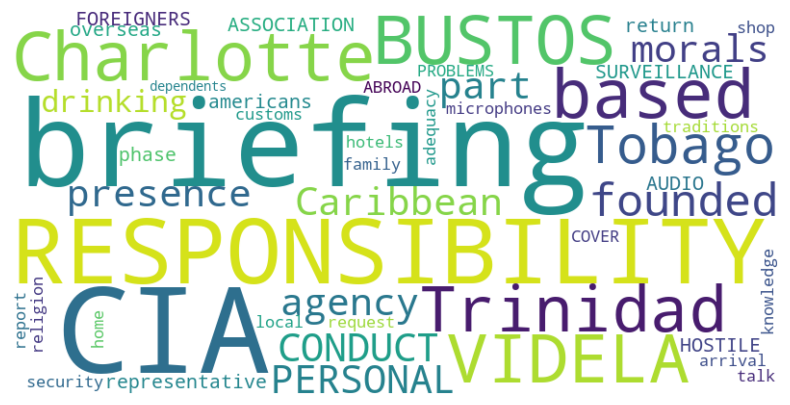 FOREIGNERS ASSOCIATION BUSTOS return shop
overseas Charlotte morals
PROBLEMS SURVEILLANCE
dependents ABROAD part based
drinking americans microphones
customs adequacy traditions
briefing hotels Tobago
phase family
presence Caribbean AUDIO founded
RESPONSIBILITY COVER
CIA agency Trinidad knowledge
report religion home local request
CONDUCT VIDELA HOSTILE
arrival
security representative PERSONAL talk